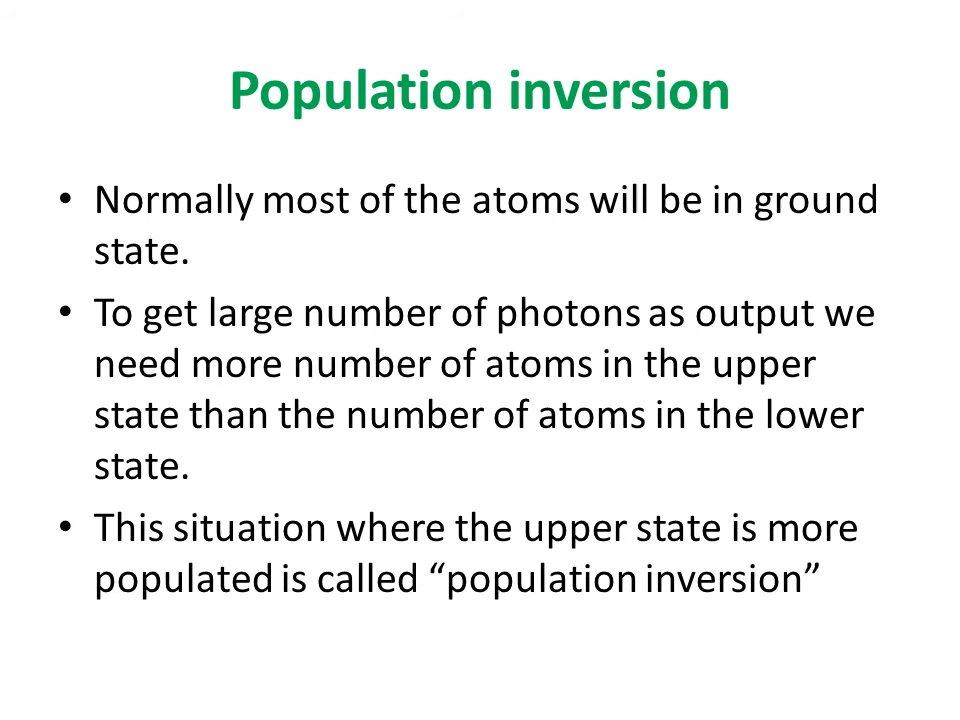 Population inversion
• Normally most of the atoms will be in ground
state.
• To get large number of photons as output we
need more number of atoms in the upper
state than the number of atoms in the lower
state.
• This situation where the upper state is more
populated is called “population inversion”